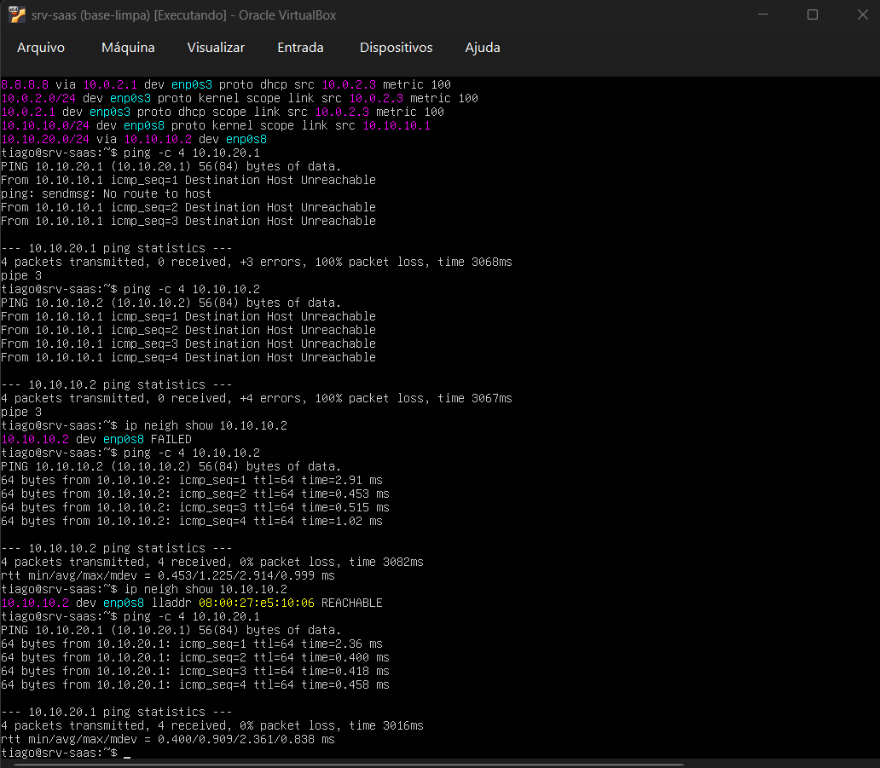 srv-saas (base-limpa) [Executando] - Oracle VirtualBox
Arquivo Máquina Visualizar Entrada Dispositivos Ajuda
8.8.8.8 via 10.0.2.1 dev enp0s3 proto dhcp src 10.0.2.3 metric 100
10.0.2.0/24 dev enp0s3 proto kernel scope link src 10.0.2.3 metric 100
10.0.2.1 dev enp0s3 proto dhcp scope link src 10.0.2.3 metric 100
10.10.10.0/24 dev enp0s8 proto kernel scope link src 10.10.10.1
10.10.20.0/24 via 10.10.10.2 dev enp0s8
tiago@srv-saas:~$ ping -c 4 10.10.20.1
PING 10.10.20.1 (10.10.20.1) 56(84) bytes of data.
From 10.10.10.1 icmp_seq=1 Destination Host Unreachable
ping: sendmsg: No route to host
From 10.10.10.1 icmp_seq=2 Destination Host Unreachable
From 10.10.10.1 icmp_seq=3 Destination Host Unreachable

--- 10.10.20.1 ping statistics ---
4 packets transmitted, 0 received, +3 errors, 100% packet loss, time 3068ms
pipe 3
tiago@srv-saas:~$ ping -c 4 10.10.10.2
PING 10.10.10.2 (10.10.10.2) 56(84) bytes of data.
From 10.10.10.1 icmp_seq=1 Destination Host Unreachable
From 10.10.10.1 icmp_seq=2 Destination Host Unreachable
From 10.10.10.1 icmp_seq=3 Destination Host Unreachable
From 10.10.10.1 icmp_seq=4 Destination Host Unreachable

--- 10.10.10.2 ping statistics ---
4 packets transmitted, 0 received, +4 errors, 100% packet loss, time 3067ms
pipe 3
tiago@srv-saas:~$ ip neigh show 10.10.10.2
10.10.10.2 dev enp0s8 FAILED
tiago@srv-saas:~$ ping -c 4 10.10.10.2
PING 10.10.10.2 (10.10.10.2) 56(84) bytes of data.
64 bytes from 10.10.10.2: icmp_seq=1 ttl=64 time=2.91 ms
64 bytes from 10.10.10.2: icmp_seq=2 ttl=64 time=0.453 ms
64 bytes from 10.10.10.2: icmp_seq=3 ttl=64 time=0.515 ms
64 bytes from 10.10.10.2: icmp_seq=4 ttl=64 time=1.02 ms

--- 10.10.10.2 ping statistics ---
4 packets transmitted, 4 received, 0% packet loss, time 3082ms
rtt min/avg/max/mdev = 0.453/1.225/2.914/0.999 ms
tiago@srv-saas:~$ ip neigh show 10.10.10.2
10.10.10.2 dev enp0s8 lladdr 08:00:27:e5:10:06 REACHABLE
tiago@srv-saas:~$ ping -c 4 10.10.20.1
PING 10.10.20.1 (10.10.20.1) 56(84) bytes of data.
64 bytes from 10.10.20.1: icmp_seq=1 ttl=64 time=2.36 ms
64 bytes from 10.10.20.1: icmp_seq=2 ttl=64 time=0.400 ms
64 bytes from 10.10.20.1: icmp_seq=3 ttl=64 time=0.418 ms
64 bytes from 10.10.20.1: icmp_seq=4 ttl=64 time=0.458 ms

--- 10.10.20.1 ping statistics ---
4 packets transmitted, 4 received, 0% packet loss, time 3016ms
rtt min/avg/max/mdev = 0.400/0.909/2.361/0.838 ms
tiago@srv-saas:~$ _